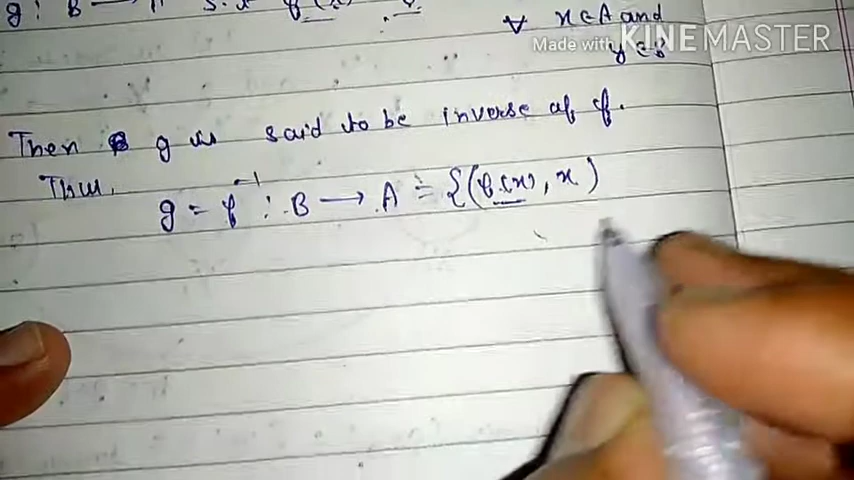 g : B → A s.t
∀ x ∈ A and
y ∈ B
Made with KINEMASTER
Then g is said to be inverse of f.
Thus,
g = f⁻¹ : B → A = {(f(x), x)